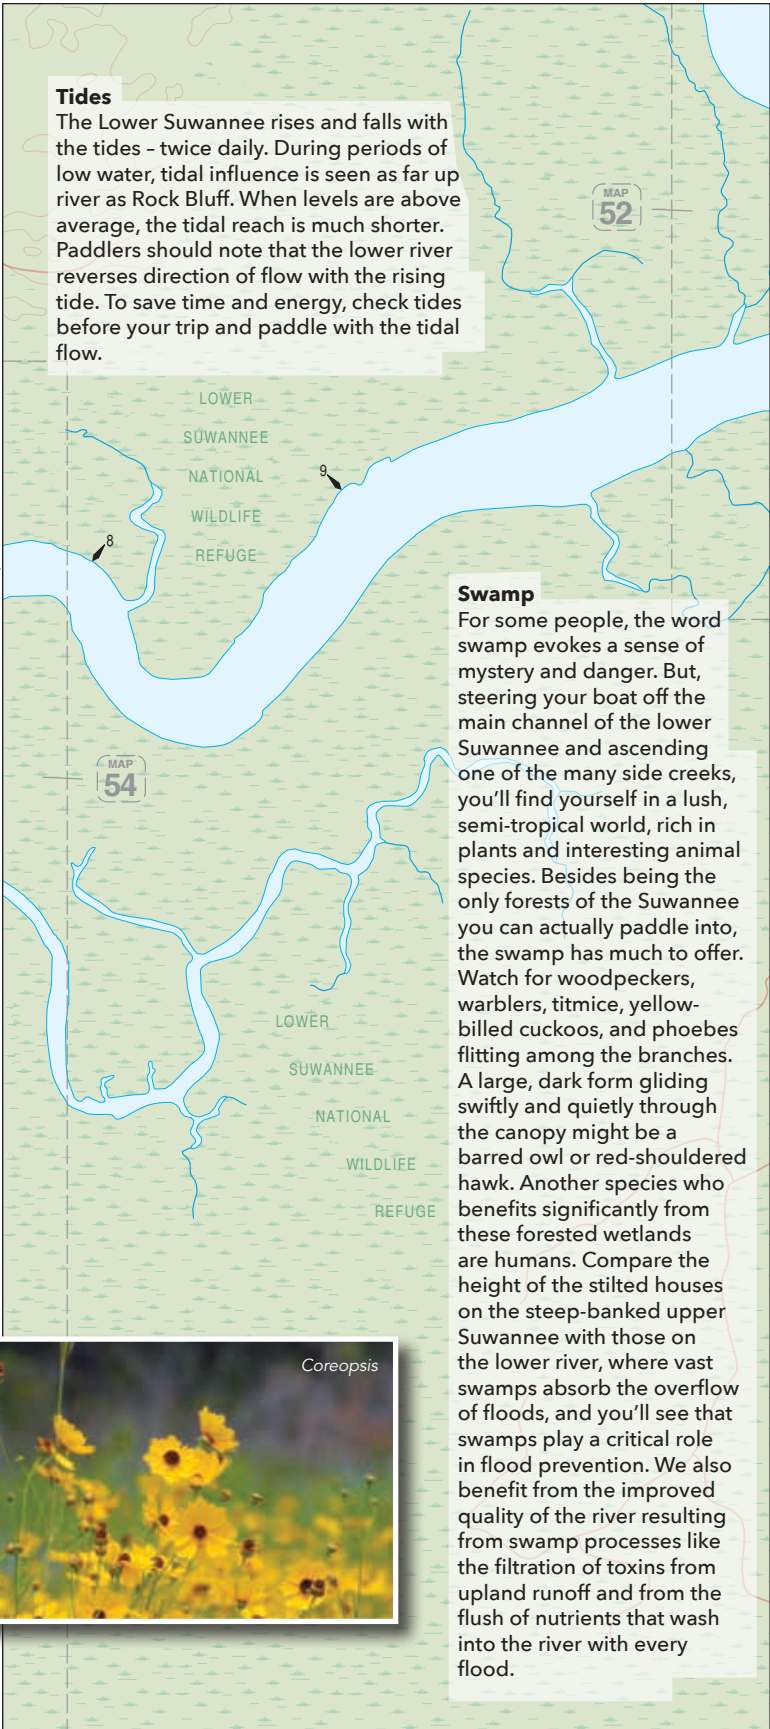 Tides
The Lower Suwannee rises and falls with
the tides – twice daily. During periods of
low water, tidal influence is seen as far up
river as Rock Bluff. When levels are above
average, the tidal reach is much shorter.
Paddlers should note that the lower river
reverses direction of flow with the rising
tide. To save time and energy, check tides
before your trip and paddle with the tidal
flow.
MAP
52
LOWER
SUWANNEE
NATIONAL
WILDLIFE
REFUGE
9
8
Swamp
For some people, the word
swamp evokes a sense of
mystery and danger. But,
steering your boat off the
main channel of the lower
Suwannee and ascending
one of the many side creeks,
you’ll find yourself in a lush,
semi-tropical world, rich in
plants and interesting animal
species. Besides being the
only forests of the Suwannee
you can actually paddle into,
the swamp has much to offer.
Watch for woodpeckers,
warblers, titmice, yellow-
billed cuckoos, and phoebes
flitting among the branches.
A large, dark form gliding
swiftly and quietly through
the canopy might be a
barred owl or red-shouldered
hawk. Another species who
benefits significantly from
these forested wetlands
are humans. Compare the
height of the stilted houses
on the steep-banked upper
Suwannee with those on
the lower river, where vast
swamps absorb the overflow
of floods, and you’ll see that
swamps play a critical role
in flood prevention. We also
benefit from the improved
quality of the river resulting
from swamp processes like
the filtration of toxins from
upland runoff and from the
flush of nutrients that wash
into the river with every
flood.
MAP
54
LOWER
SUWANNEE
NATIONAL
WILDLIFE
REFUGE
Coreopsis